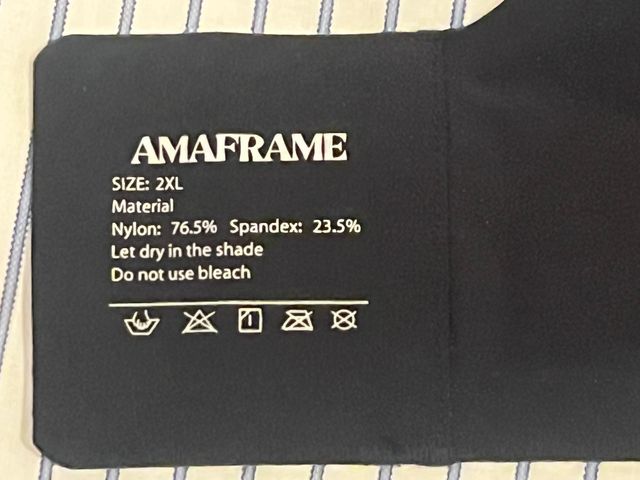 AMAFRAME
SIZE: 2XL
Material
Nylon: 76.5% Spandex: 23.5%
Let dry in the shade
Do not use bleach